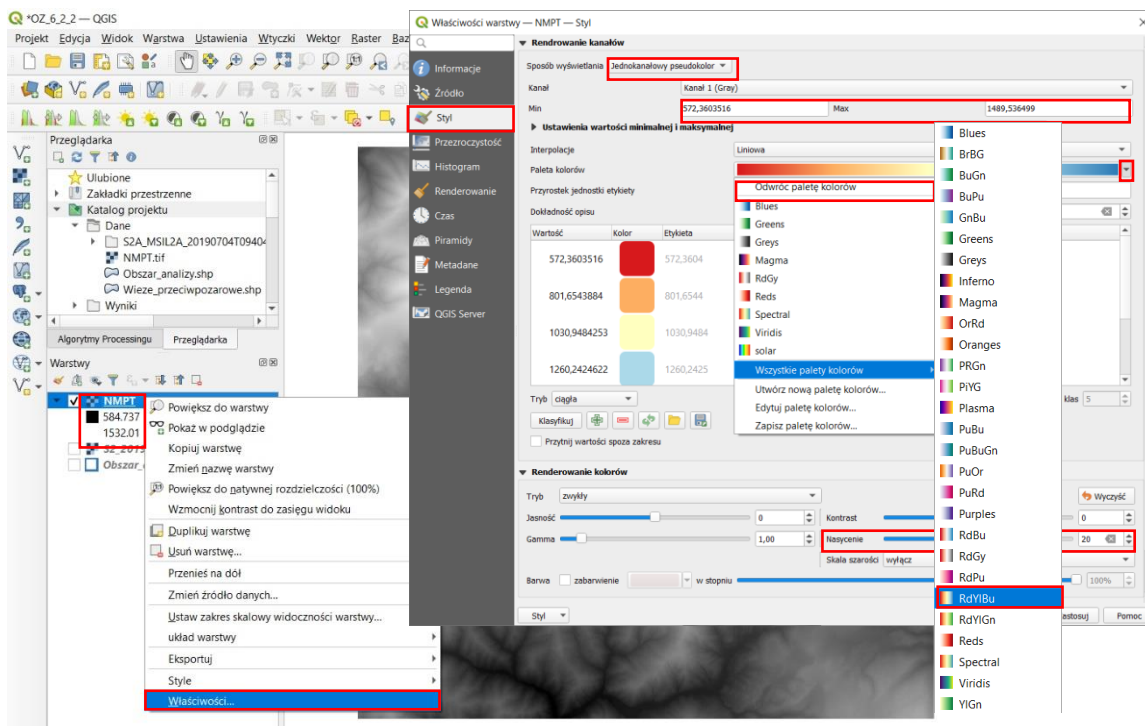 *OZ_6_2_2 — QGIS
Projekt Edycja Widok Warstwa Ustawienia Wtyczki Wektor Raster Baz
Przeglądarka
Ulubione
Zakładki przestrzenne
Katalog projektu
Dane
S2A_MSIL2A_20190704T0940
NMPT.tif
Obszar_analizy.shp
Wieze_przeciwpozarowe.shp
Wyniki
Algorytmy Processingu Przeglądarka
Warstwy
NMPT
584.737
1532.01
Obszar_
Powiększ do warstwy
Pokaż w podglądzie
Kopiuj warstwę
Zmień nazwę warstwy
Powiększ do natywnej rozdzielczości (100%)
Wzmocnij kontrast do zasięgu widoku
Duplikuj warstwę
Usuń warstwę...
Przenieś na dół
Zmień źródło danych...
Ustaw zakres skalowy widoczności warstwy...
układ warstwy
Eksportuj
Style
Właściwości...
Właściwości warstwy — NMPT — Styl
Informacje
Źródło
Styl
Przezroczystość
Histogram
Renderowanie
Czas
Piramidy
Metadane
Legenda
QGIS Server
Rendrowanie kanałów
Sposób wyświetlania Jednokanałowy pseudokolor
Kanał Kanał 1 (Gray)
Min 572,3603516 Max 1489,536499
Ustawienia wartości minimalnej i maksymalnej
Interpolacje Liniowa
Paleta kolorów
Przyrostek jednostki etykiety
Dokładność opisu
Wartość Kolor Etykieta
572,3603516 572,3604
801,6543884 801,6544
1030,9484253 1030,9484
1260,2424622 1260,2425
Tryb ciągła klas 5
Klasyfikuj
Przytnij wartości spoza zakresu
Odwróć paletę kolorów
Blues
Greens
Greys
Magma
RdGy
Reds
Spectral
Viridis
solar
Wszystkie palety kolorów
Utwórz nową paletę kolorów...
Edytuj paletę kolorów...
Zapisz paletę kolorów...
Blues
BrBG
BuGn
BuPu
GnBu
Greens
Greys
Inferno
Magma
OrRd
Oranges
PRGn
PiYG
Plasma
PuBu
PuBuGn
PuOr
PuRd
Purples
RdBu
RdGy
RdPu
RdYlBu
RdYlGn
Reds
Spectral
Viridis
YlGn
Renderowanie kolorów
Tryb zwykły Wyczyść
Jasność 0 Kontrast 0
Gamma 1,00 Nasycenie 20
Skala szarości wyłącz
Barwa zabarwienie w stopniu 100%
Styl astosuj Pomoc